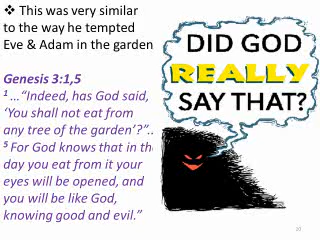 ❖ This was very similar
to the way he tempted
Eve & Adam in the garden
Genesis 3:1,5
1 …“Indeed, has God said,
‘You shall not eat from
any tree of the garden’?”..
5 For God knows that in the
day you eat from it your
eyes will be opened, and
you will be like God,
knowing good and evil.”
DID GOD
REALLY
SAY THAT?
20